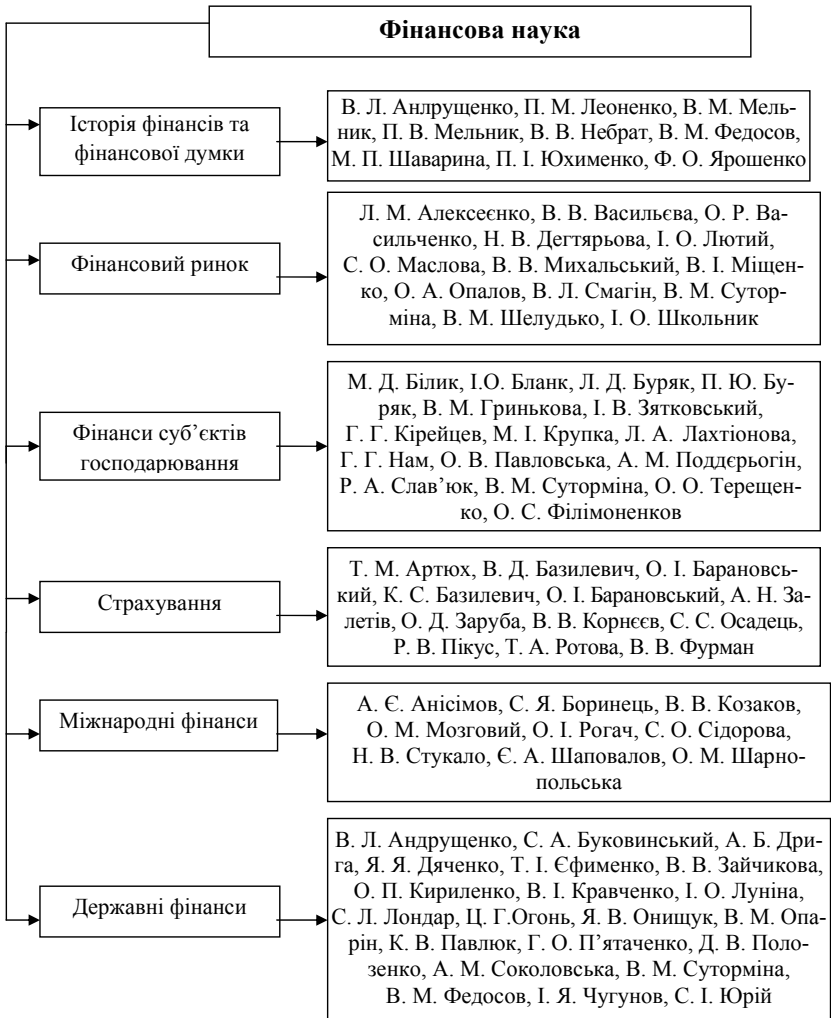 Фінансова наука
Історія фінансів та
фінансової думки
В. Л. Анлрущенко, П. М. Леоненко, В. М. Мель-
ник, П. В. Мельник, В. В. Небрат, В. М. Федосов,
М. П. Шаварина, П. І. Юхименко, Ф. О. Ярошенко
Фінансовий ринок
Л. М. Алексеєнко, В. В. Васильєва, О. Р. Ва-
сильченко, Н. В. Дегтярьова, І. О. Лютий,
С. О. Маслова, В. В. Михальський, В. І. Міщен-
ко, О. А. Опалов, В. Л. Смагін, В. М. Сутор-
міна, В. М. Шелудько, І. О. Школьник
Фінанси суб’єктів
господарювання
М. Д. Білик, І.О. Бланк, Л. Д. Буряк, П. Ю. Бу-
ряк, В. М. Гринькова, І. В. Зятковський,
Г. Г. Кірейцев, М. І. Крупка, Л. А. Лахтіонова,
Г. Г. Нам, О. В. Павловська, А. М. Поддєрьогін,
Р. А. Слав’юк, В. М. Суторміна, О. О. Терещен-
ко, О. С. Філімоненков
Страхування
Т. М. Артюх, В. Д. Базилевич, О. І. Барановсь-
кий, К. С. Базилевич, О. І. Барановський, А. Н. За-
летів, О. Д. Заруба, В. В. Корнєєв, С. С. Осадець,
Р. В. Пікус, Т. А. Ротова, В. В. Фурман
Міжнародні фінанси
А. Є. Анісімов, С. Я. Боринець, В. В. Козаков,
О. М. Мозговий, О. І. Рогач, С. О. Сідорова,
Н. В. Стукало, Є. А. Шаповалов, О. М. Шарно-
польська
Державні фінанси
В. Л. Андрущенко, С. А. Буковинський, А. Б. Дри-
га, Я. Я. Дяченко, Т. І. Єфименко, В. В. Зайчикова,
О. П. Кириленко, В. І. Кравченко, І. О. Луніна,
С. Л. Лондар, Ц. Г.Огонь, Я. В. Онищук, В. М. Опа-
рін, К. В. Павлюк, Г. О. П’ятаченко, Д. В. Поло-
зенко, А. М. Соколовська, В. М. Суторміна,
В. М. Федосов, І. Я. Чугунов, С. І. Юрій